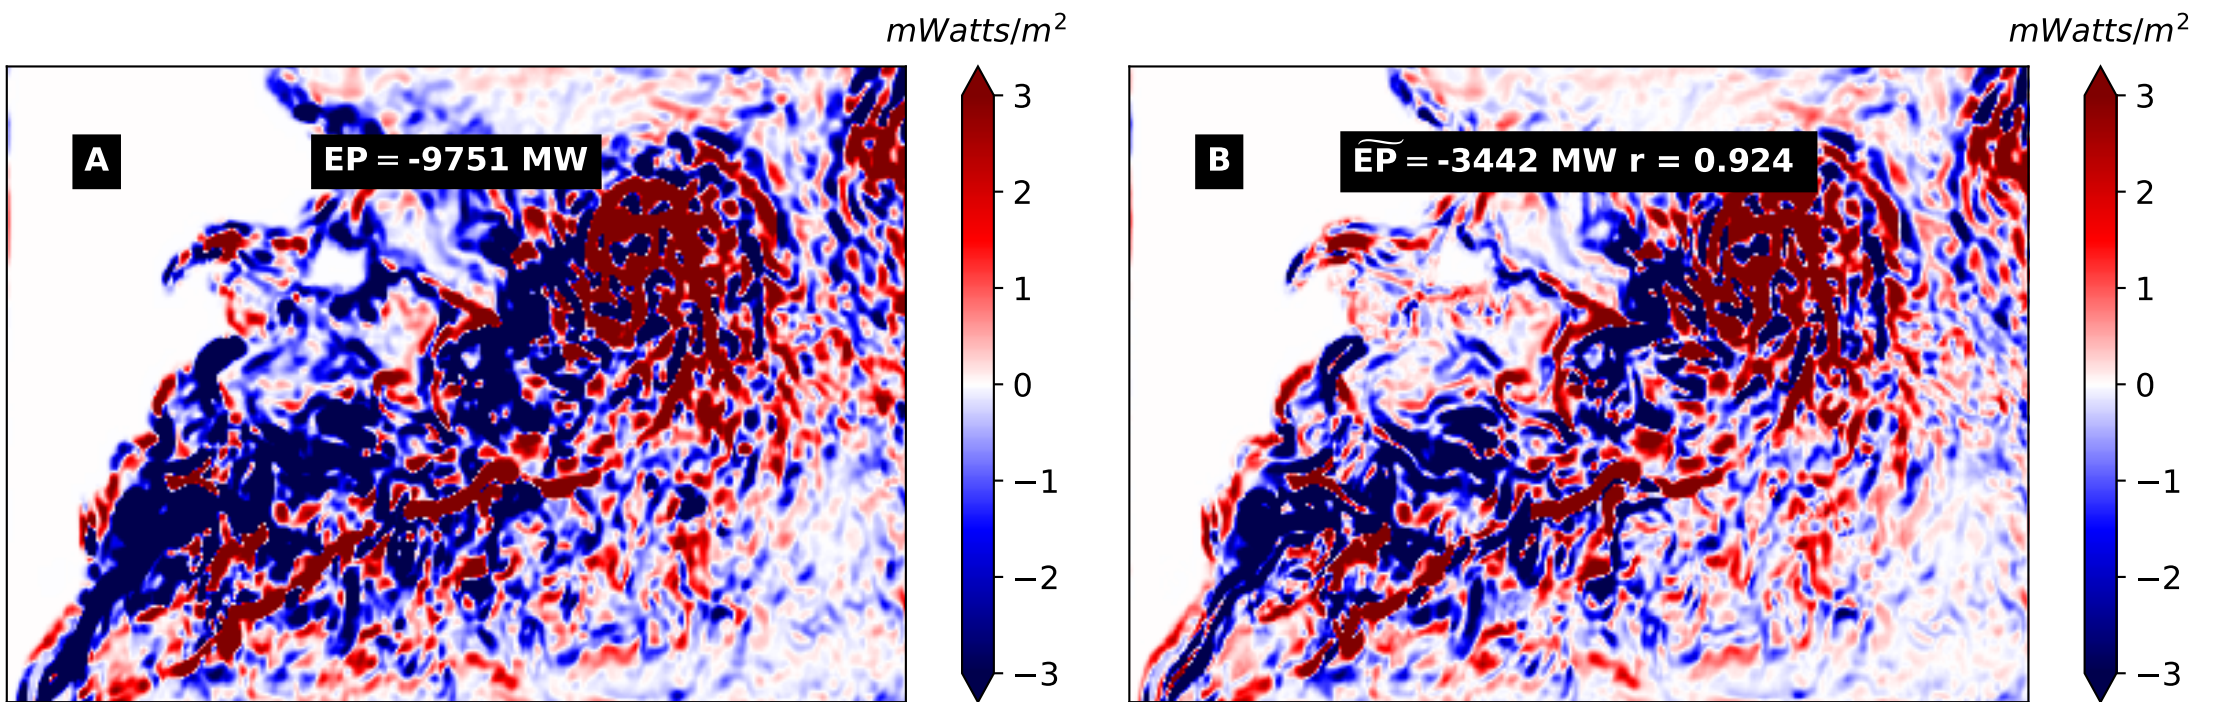 mWatts/m²
A
EP = -9751 MW
3
2
1
0
−1
−2
−3
mWatts/m²
B
E͠P = -3442 MW r = 0.924
3
2
1
0
−1
−2
−3